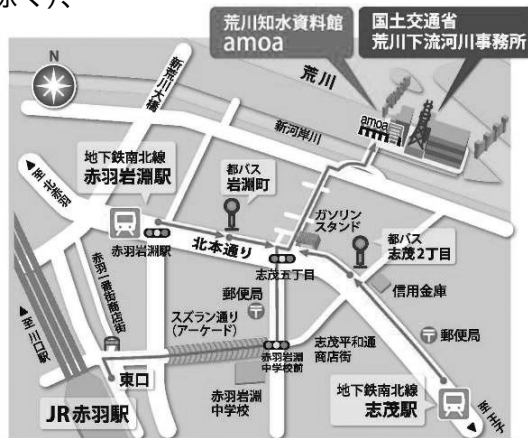 除く)、
荒川知水資料館
amoa
国土交通省
荒川下流河川事務所
N
新荒川大橋
荒川
amoa
新河岸川
地下鉄南北線
赤羽岩淵駅
都バス
岩淵町
至北赤羽
ガソリン
スタンド
都バス
志茂2丁目
赤羽岩淵駅
北本通り
志茂五丁目
信用金庫
赤羽一番街商店街
郵便局
スズラン通り
(アーケード)
郵便局
志茂平和通
商店街
至川口駅
赤羽岩淵
中学校前
東口
赤羽岩淵
中学校
地下鉄南北線
志茂駅
JR赤羽駅
至王子